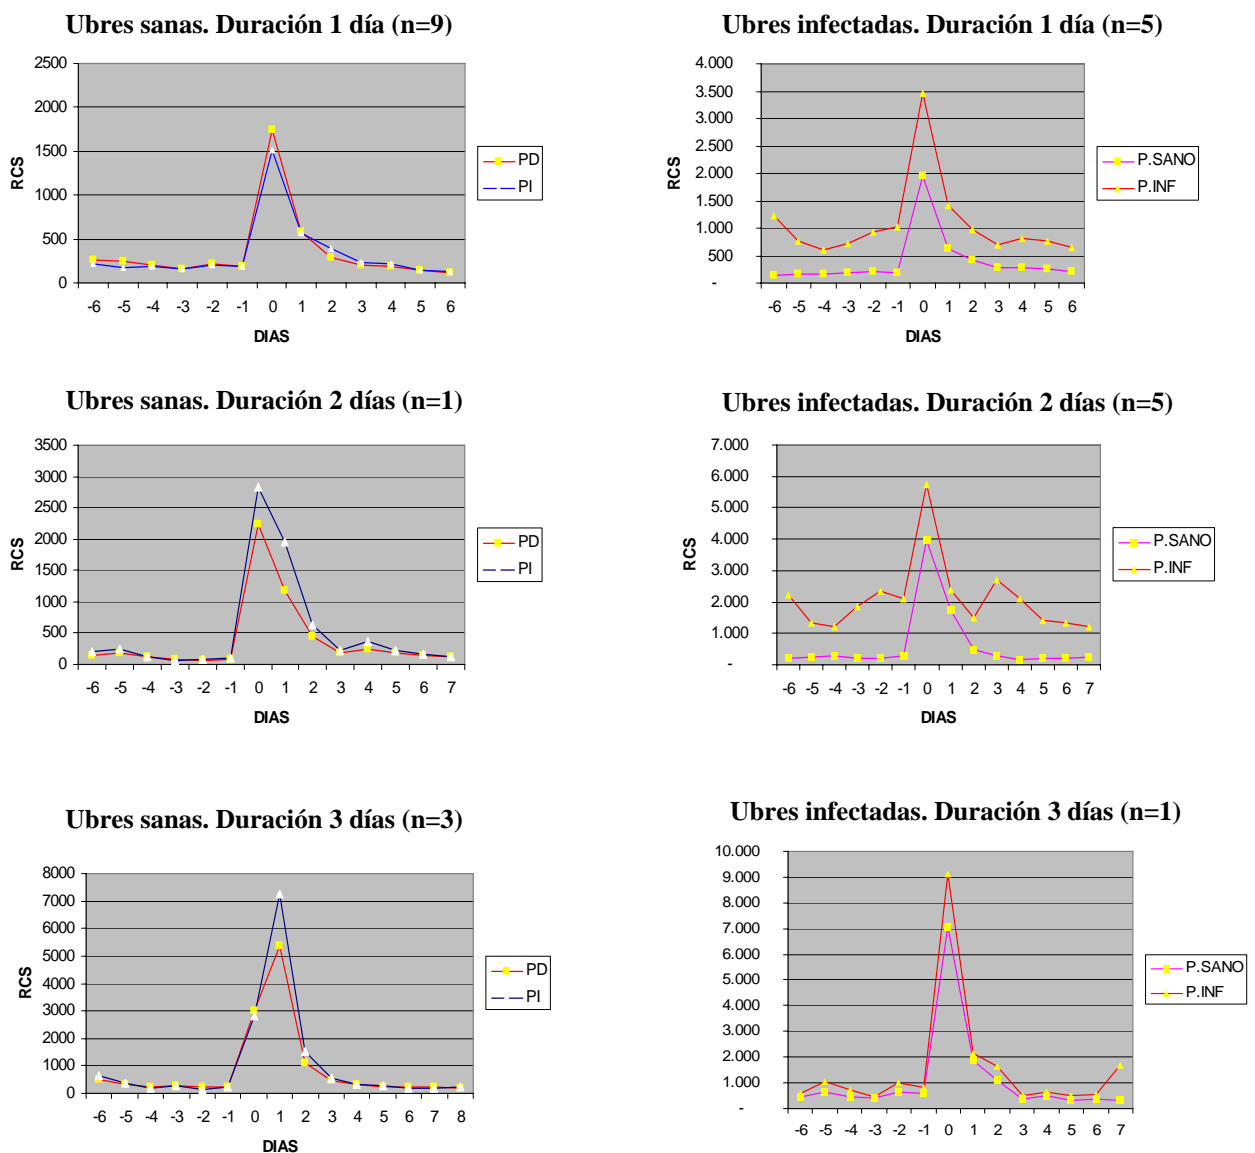 Ubres sanas. Duración 1 día (n=9)
2500
2000
1500
1000
500
0
RCS
-6 -5 -4 -3 -2 -1 0 1 2 3 4 5 6
DIAS
PD
PI
Ubres infectadas. Duración 1 día (n=5)
4.000
3.500
3.000
2.500
2.000
1.500
1.000
500
-
RCS
-6 -5 -4 -3 -2 -1 0 1 2 3 4 5 6
DIAS
P.SANO
P.INF
Ubres sanas. Duración 2 días (n=1)
3500
3000
2500
2000
1500
1000
500
0
RCS
-6 -5 -4 -3 -2 -1 0 1 2 3 4 5 6 7
DIAS
PD
PI
Ubres infectadas. Duración 2 días (n=5)
7.000
6.000
5.000
4.000
3.000
2.000
1.000
-
RCS
-6 -5 -4 -3 -2 -1 0 1 2 3 4 5 6 7
DIAS
P.SANO
P.INF
Ubres sanas. Duración 3 días (n=3)
8000
7000
6000
5000
4000
3000
2000
1000
0
RCS
-6 -5 -4 -3 -2 -1 0 1 2 3 4 5 6 7 8
DIAS
PD
PI
Ubres infectadas. Duración 3 días (n=1)
10.000
9.000
8.000
7.000
6.000
5.000
4.000
3.000
2.000
1.000
-
RCS
-6 -5 -4 -3 -2 -1 0 1 2 3 4 5 6 7
DIAS
P.SANO
P.INF